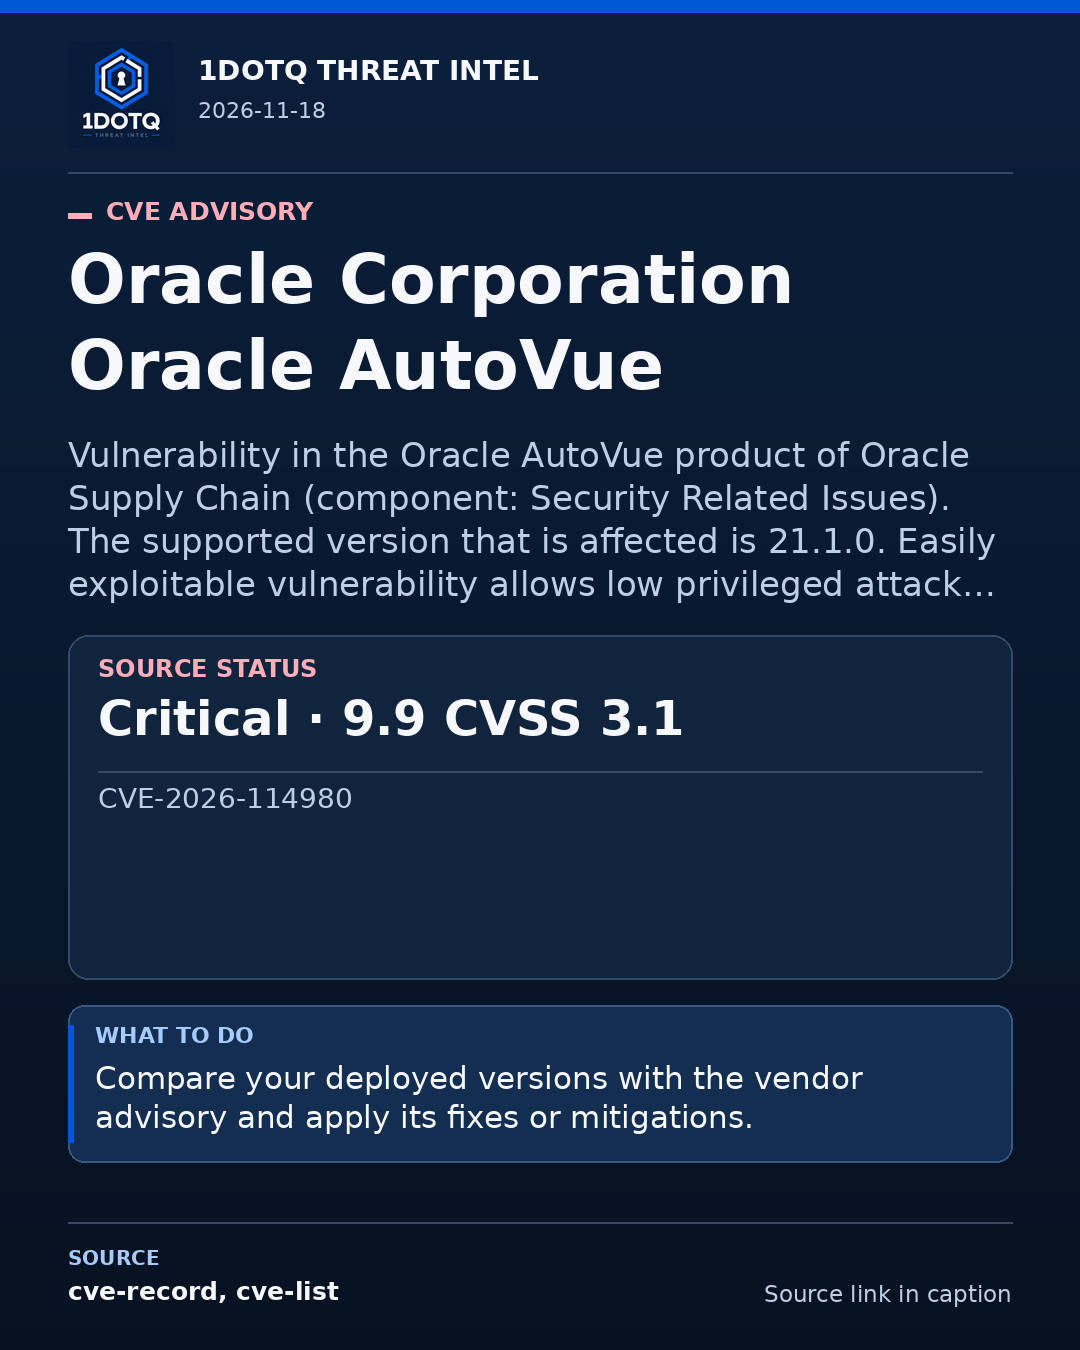 1DOTQ
THREAT INTEL
1DOTQ THREAT INTEL
2026-11-18
CVE ADVISORY
Oracle Corporation
Oracle AutoVue
Vulnerability in the Oracle AutoVue product of Oracle
Supply Chain (component: Security Related Issues).
The supported version that is affected is 21.1.0. Easily
exploitable vulnerability allows low privileged attack...
SOURCE STATUS
Critical · 9.9 CVSS 3.1
CVE-2026-114980
WHAT TO DO
Compare your deployed versions with the vendor
advisory and apply its fixes or mitigations.
SOURCE
cve-record, cve-list
Source link in caption